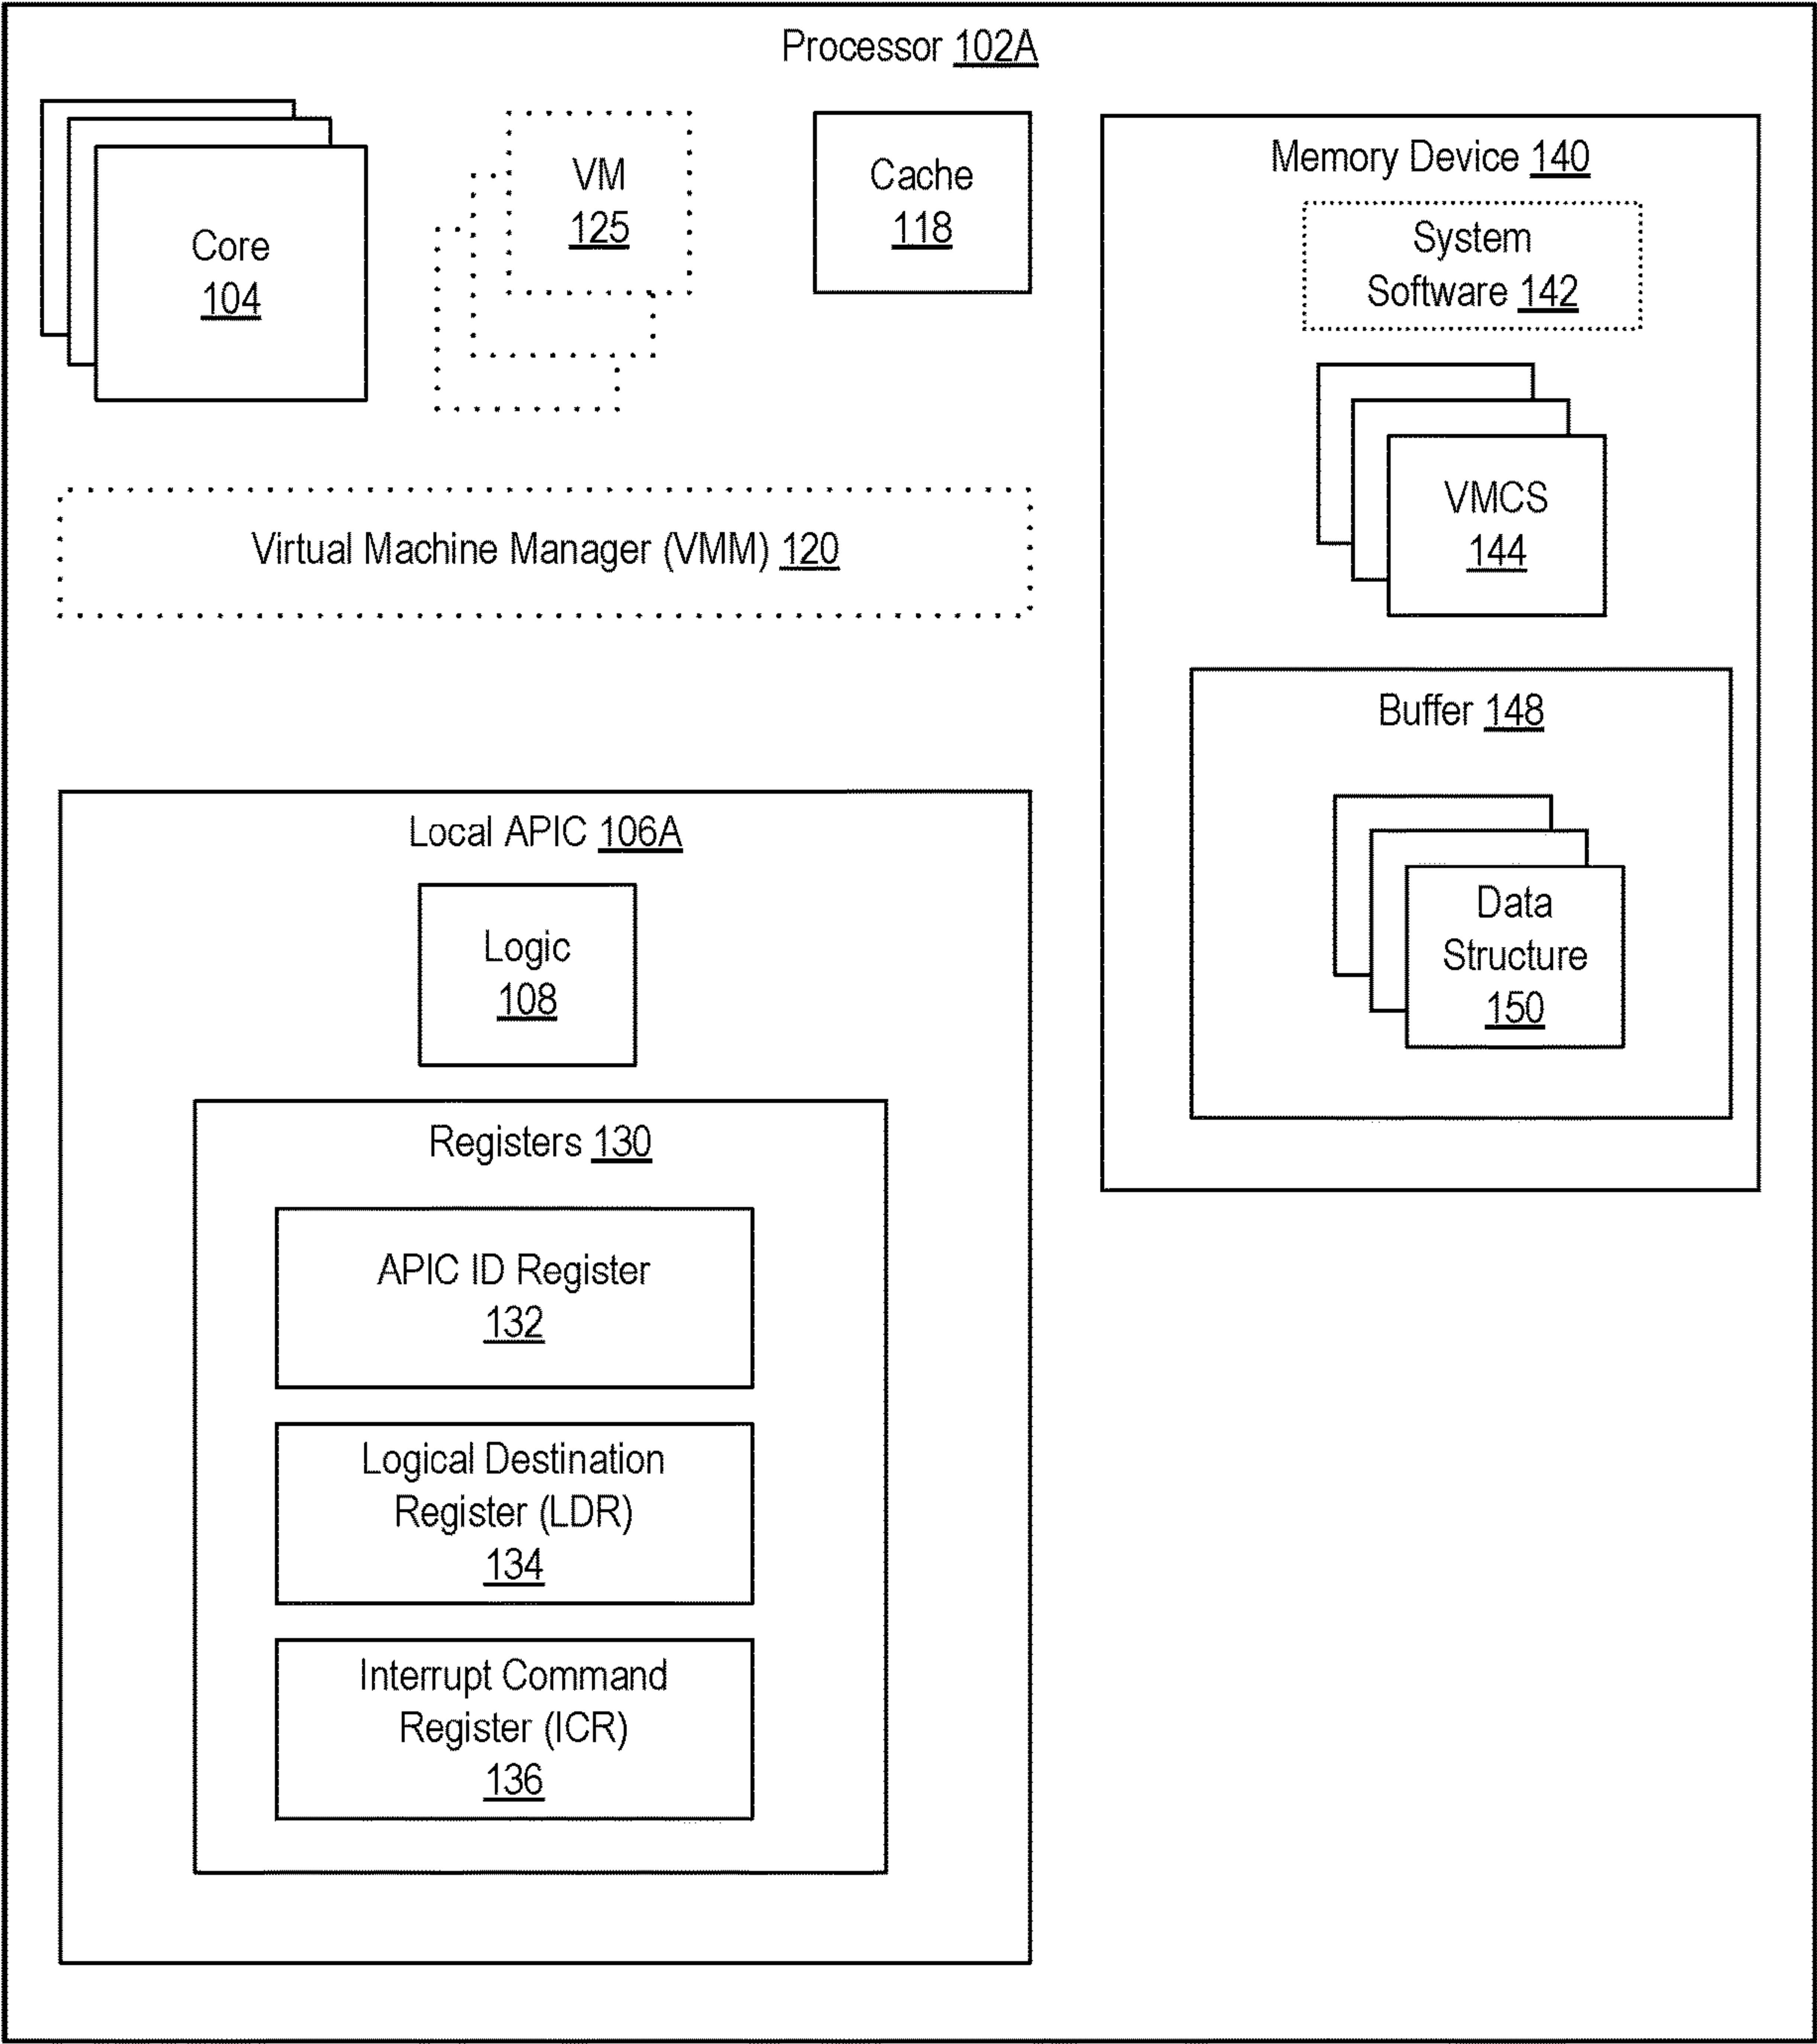 Processor 102A
Core
104
VM
125
Cache
118
Virtual Machine Manager (VMM) 120
Memory Device 140
System
Software 142
VMCS
144
Buffer 148
Data
Structure
150
Local APIC 106A
Logic
108
Registers 130
APIC ID Register
132
Logical Destination
Register (LDR)
134
Interrupt Command
Register (ICR)
136